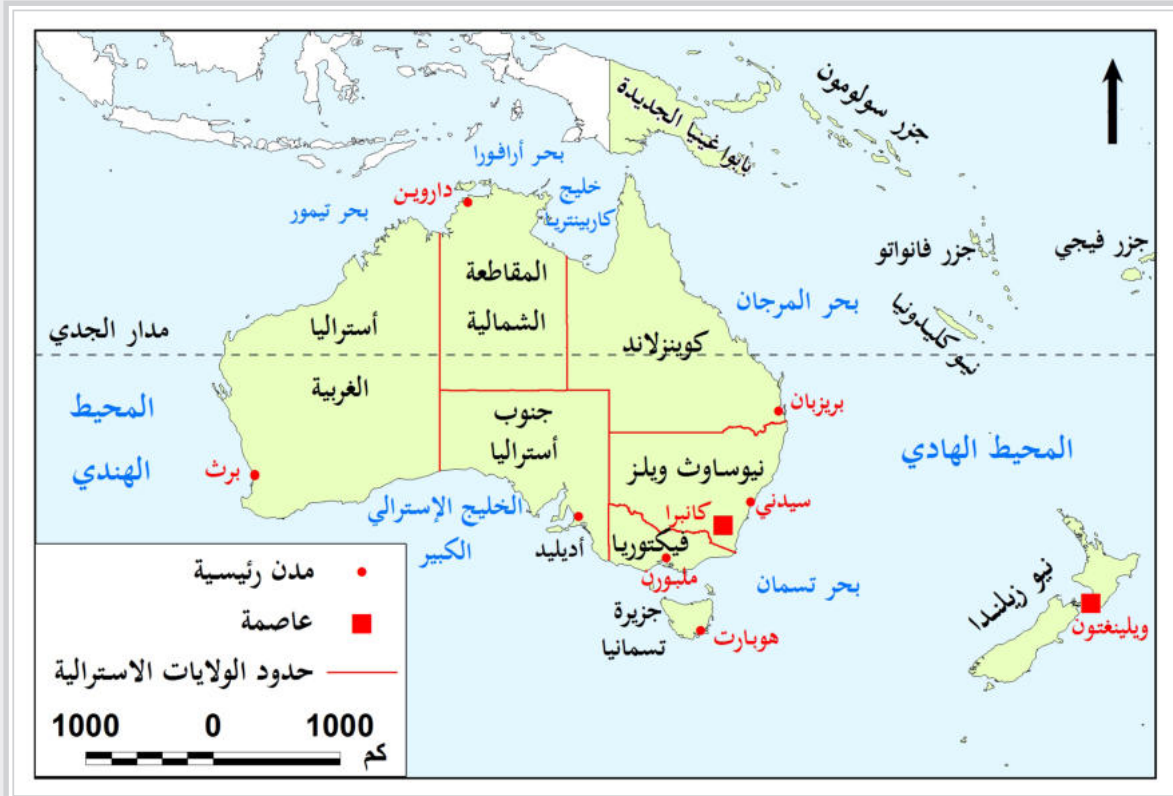 جزر سولومون
بابوا غينيا الجديدة
بحر أرافورا
خليج
كاربينتريا
داروين
بحر تيمور
جزر فيجي
جزر فانواتو
نيو كليدونيا
المقاطعة
الشمالية
بحر المرجان
أستراليا
الغربية
كوينزلاند
مدار الجدي
المحيط
الهندي
بريزبان
جنوب
أستراليا
المحيط الهادي
برث
نيوساوث ويلز
سيدني
كانبرا
الخليج الإسترالي
الكبير
أديليد
فيكتوريا
ملبورن
بحر تسمان
جزيرة
تسمانيا
هوبارت
نيو زيلندا
ويلينغتون
مدن رئيسية
عاصمة
حدود الولايات الاسترالية
1000 0 1000
كم